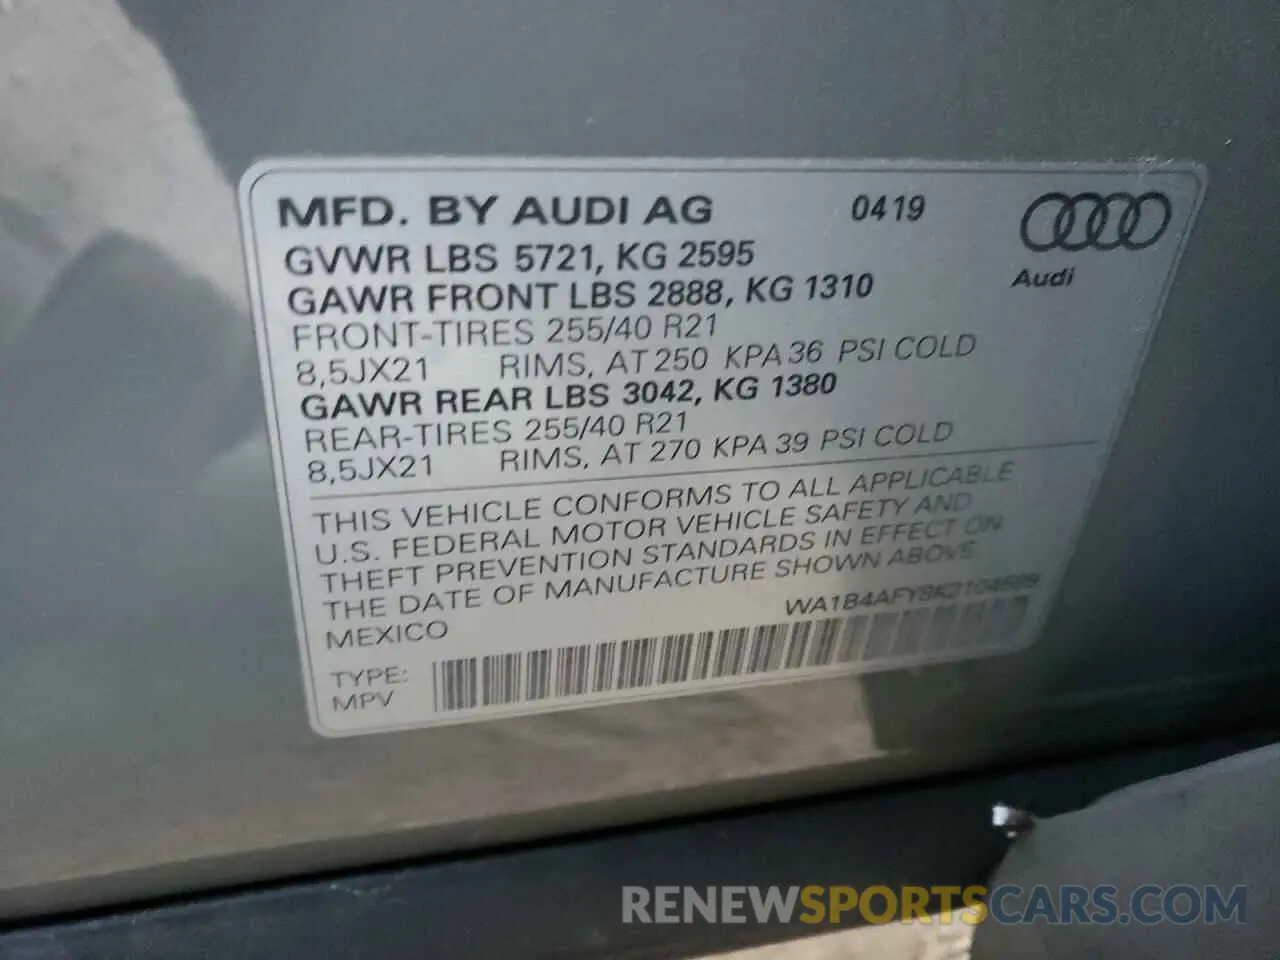 MFD. BY AUDI AG 0419
GVWR LBS 5721, KG 2595
GAWR FRONT LBS 2888, KG 1310
Audi
FRONT-TIRES 255/40 R21
8,5JX21 RIMS, AT 250 KPA 36 PSI COLD
GAWR REAR LBS 3042, KG 1380
REAR-TIRES 255/40 R21
8,5JX21 RIMS, AT 270 KPA 39 PSI COLD
THIS VEHICLE CONFORMS TO ALL APPLICABLE
U.S. FEDERAL MOTOR VEHICLE SAFETY AND
THEFT PREVENTION STANDARDS IN EFFECT ON
THE DATE OF MANUFACTURE SHOWN ABOVE
MEXICO
TYPE:
MPV
RENEWSPORTSCARS.COM